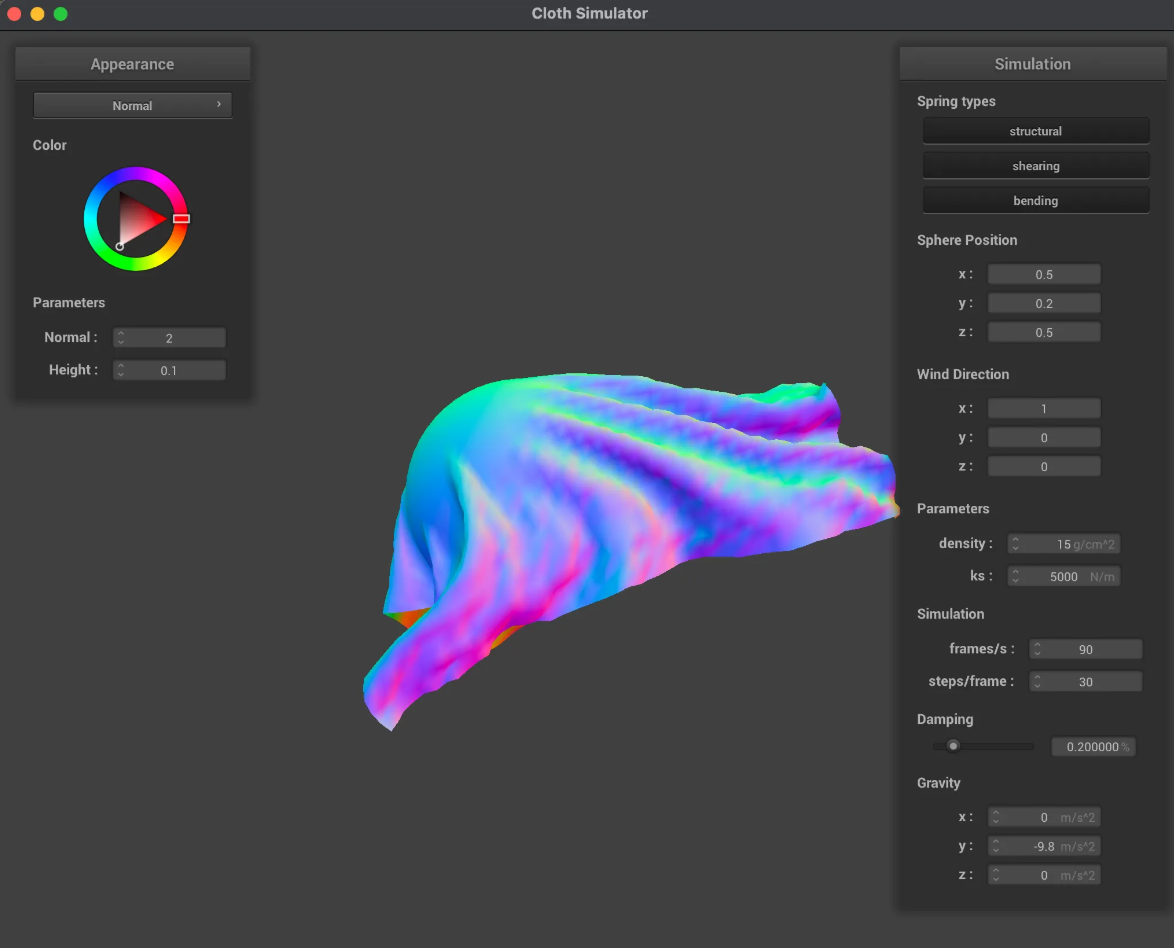 Cloth Simulator
Appearance
Normal
Color
Parameters
Normal : 2
Height : 0.1
Simulation
Spring types
structural
shearing
bending
Sphere Position
x : 0.5
y : 0.2
z : 0.5
Wind Direction
x : 1
y : 0
z : 0
Parameters
density : 15 g/cm^2
ks : 5000 N/m
Simulation
frames/s : 90
steps/frame : 30
Damping
0.200000 %
Gravity
x : 0 m/s^2
y : -9.8 m/s^2
z : 0 m/s^2